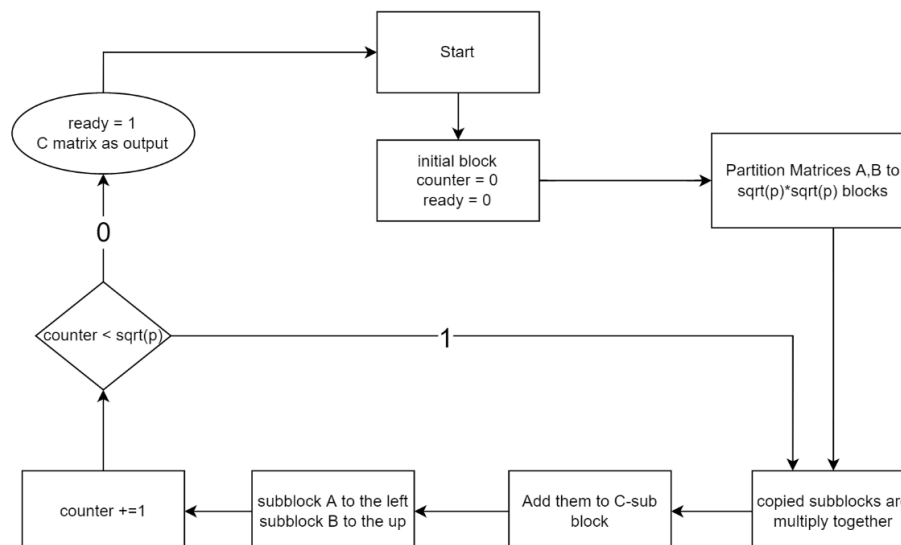 Start
ready = 1
C matrix as output
initial block
counter = 0
ready = 0
Partition Matrices A,B to
sqrt(p)*sqrt(p) blocks
0
counter < sqrt(p)
1
counter +=1
subblock A to the left
subblock B to the up
Add them to C-sub
block
copied subblocks are
multiply together